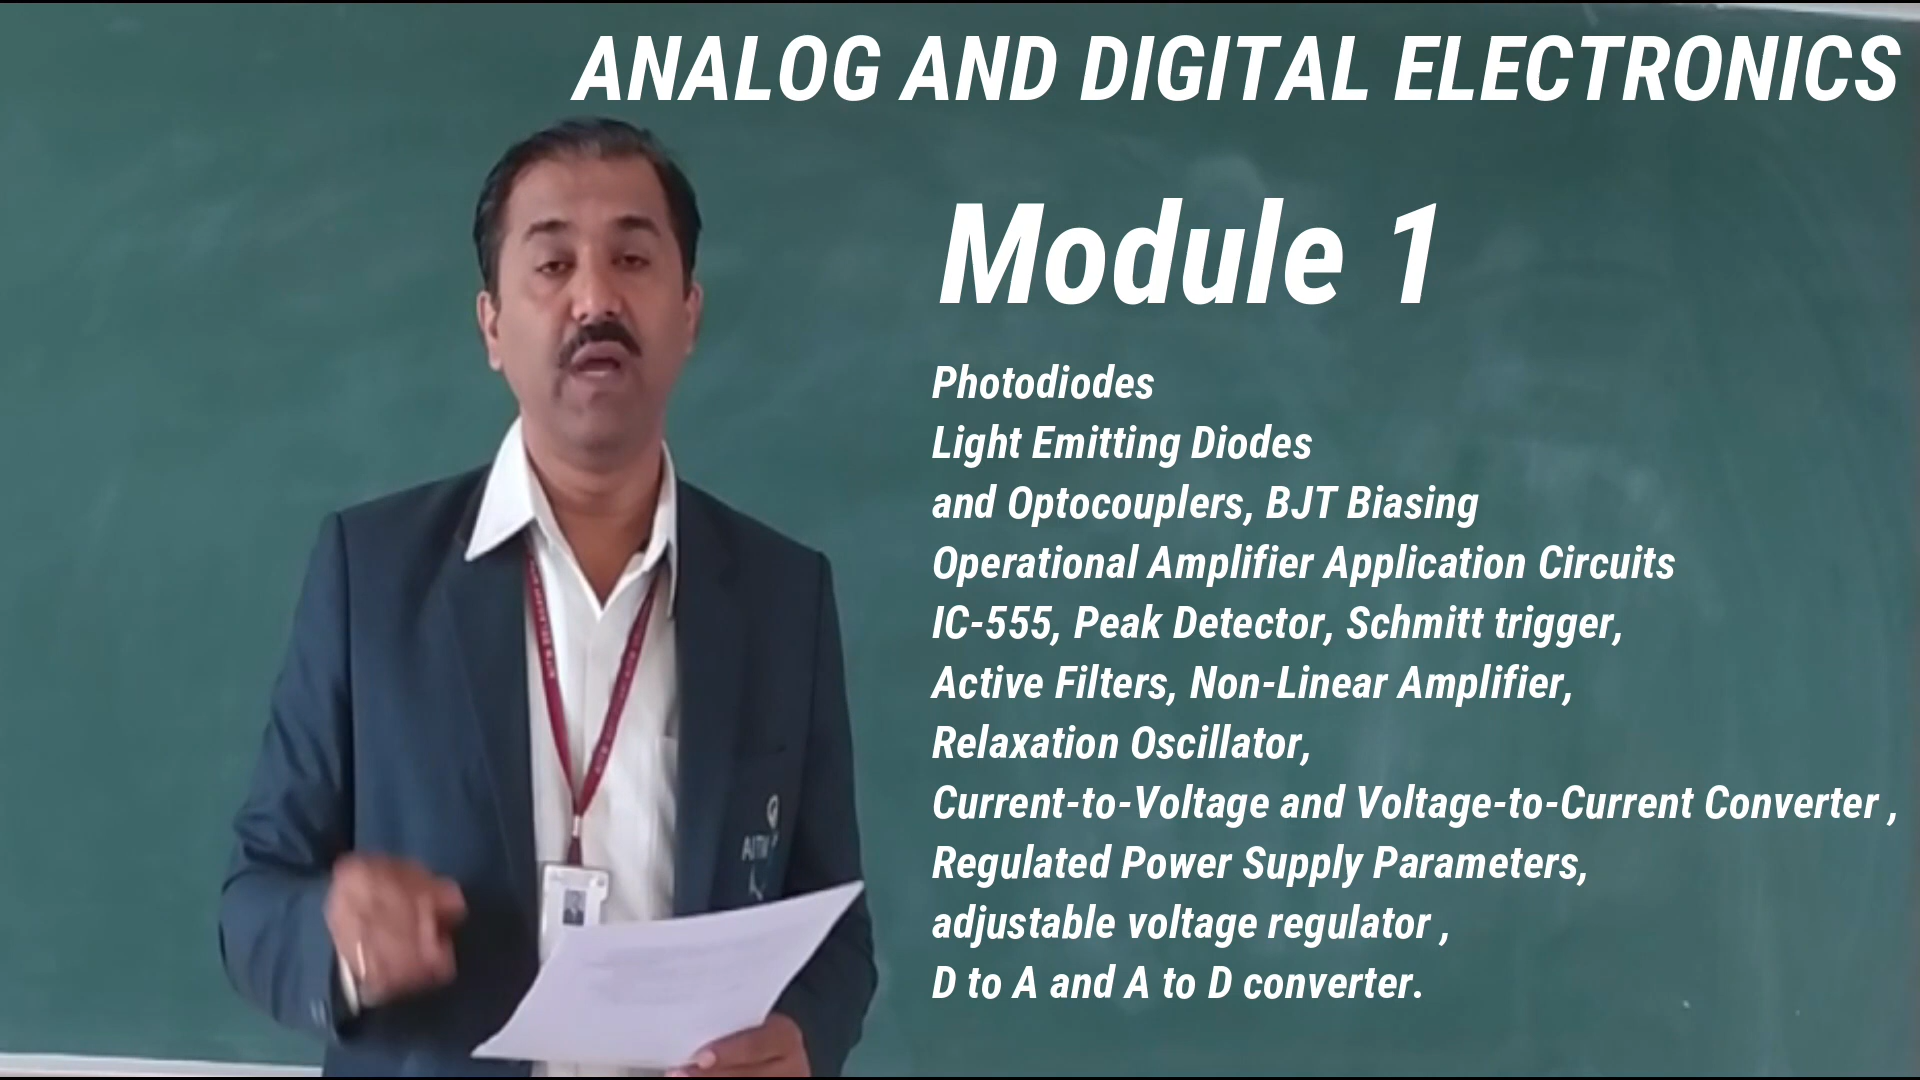 ANALOG AND DIGITAL ELECTRONICS
Module 1
Photodiodes
Light Emitting Diodes
and Optocouplers, BJT Biasing
Operational Amplifier Application Circuits
IC-555, Peak Detector, Schmitt trigger,
Active Filters, Non-Linear Amplifier,
Relaxation Oscillator,
Current-to-Voltage and Voltage-to-Current Converter ,
Regulated Power Supply Parameters,
adjustable voltage regulator ,
D to A and A to D converter.
AITM